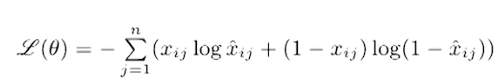 ℒ(θ) = − ∑_{j=1}^{n} (x_{ij} log x̂_{ij} + (1 − x_{ij}) log(1 − x̂_{ij}))